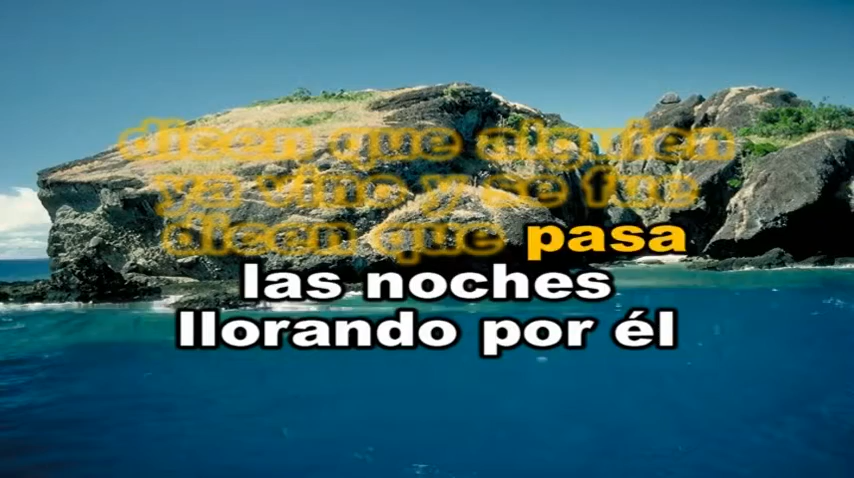 dicen que alguien
ya vino y se fue
dicen que pasa
las noches
llorando por él